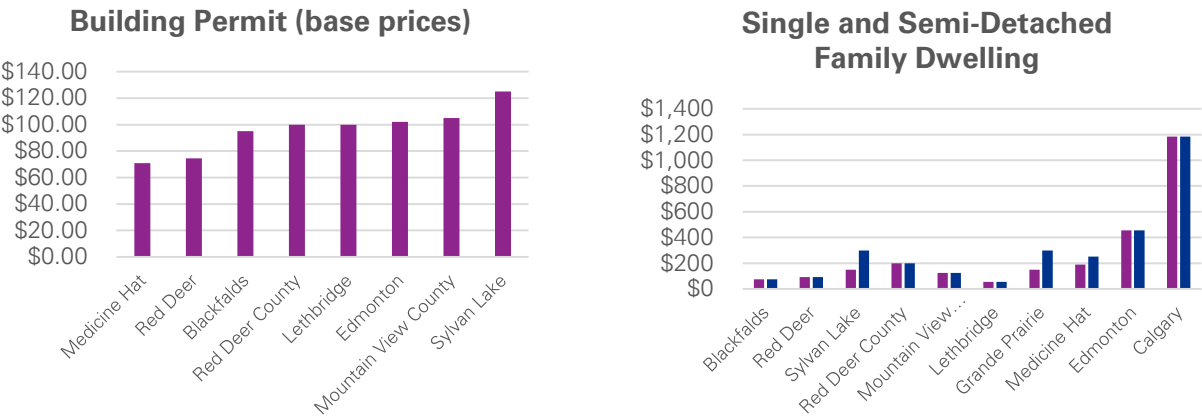 Building Permit (base prices)
$140.00
$120.00
$100.00
$80.00
$60.00
$40.00
$20.00
$0.00
Medicine Hat
Red Deer
Blackfalds
Red Deer County
Lethbridge
Edmonton
Mountain View County
Sylvan Lake
Single and Semi-Detached
Family Dwelling
$1,400
$1,200
$1,000
$800
$600
$400
$200
$0
Blackfalds
Red Deer
Sylvan Lake
Red Deer County
Mountain View…
Lethbridge
Grande Prairie
Medicine Hat
Edmonton
Calgary